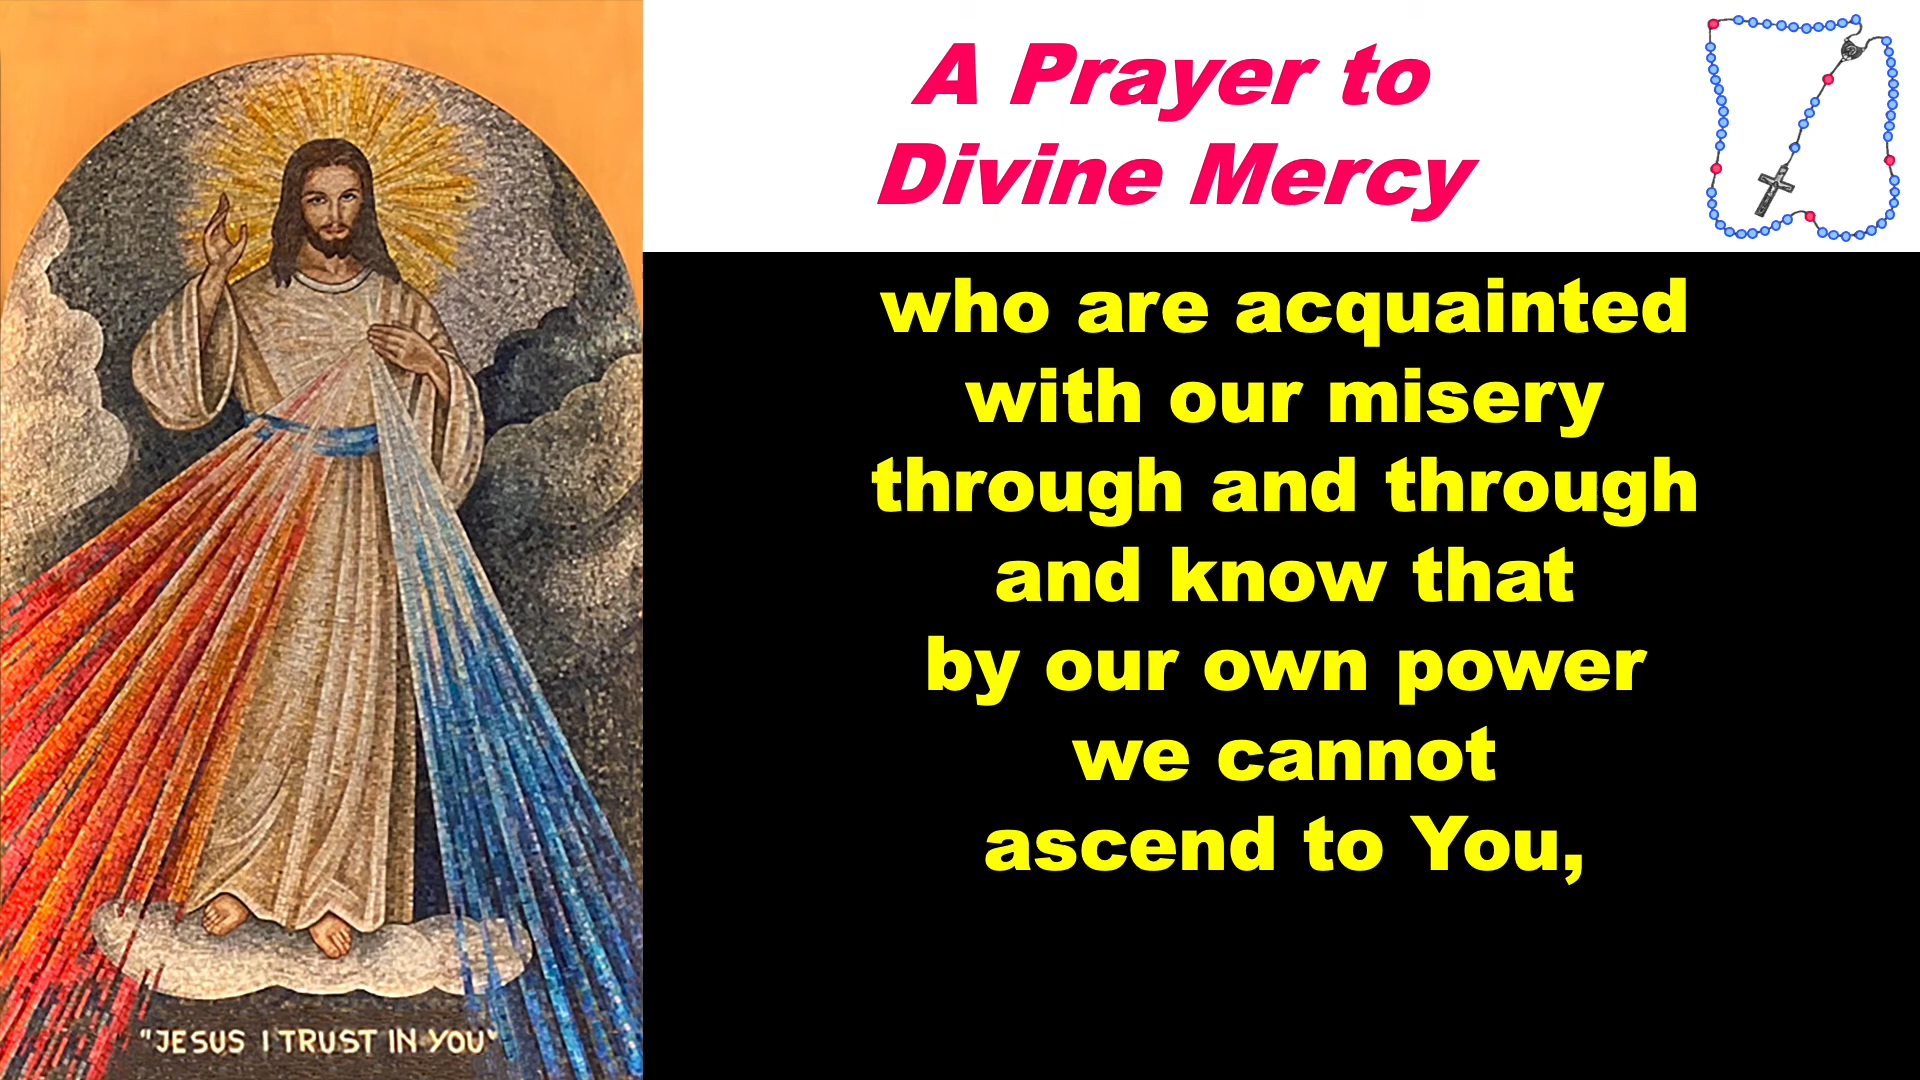 A Prayer to
Divine Mercy
who are acquainted
with our misery
through and through
and know that
by our own power
we cannot
ascend to You,
"JESUS I TRUST IN YOU"